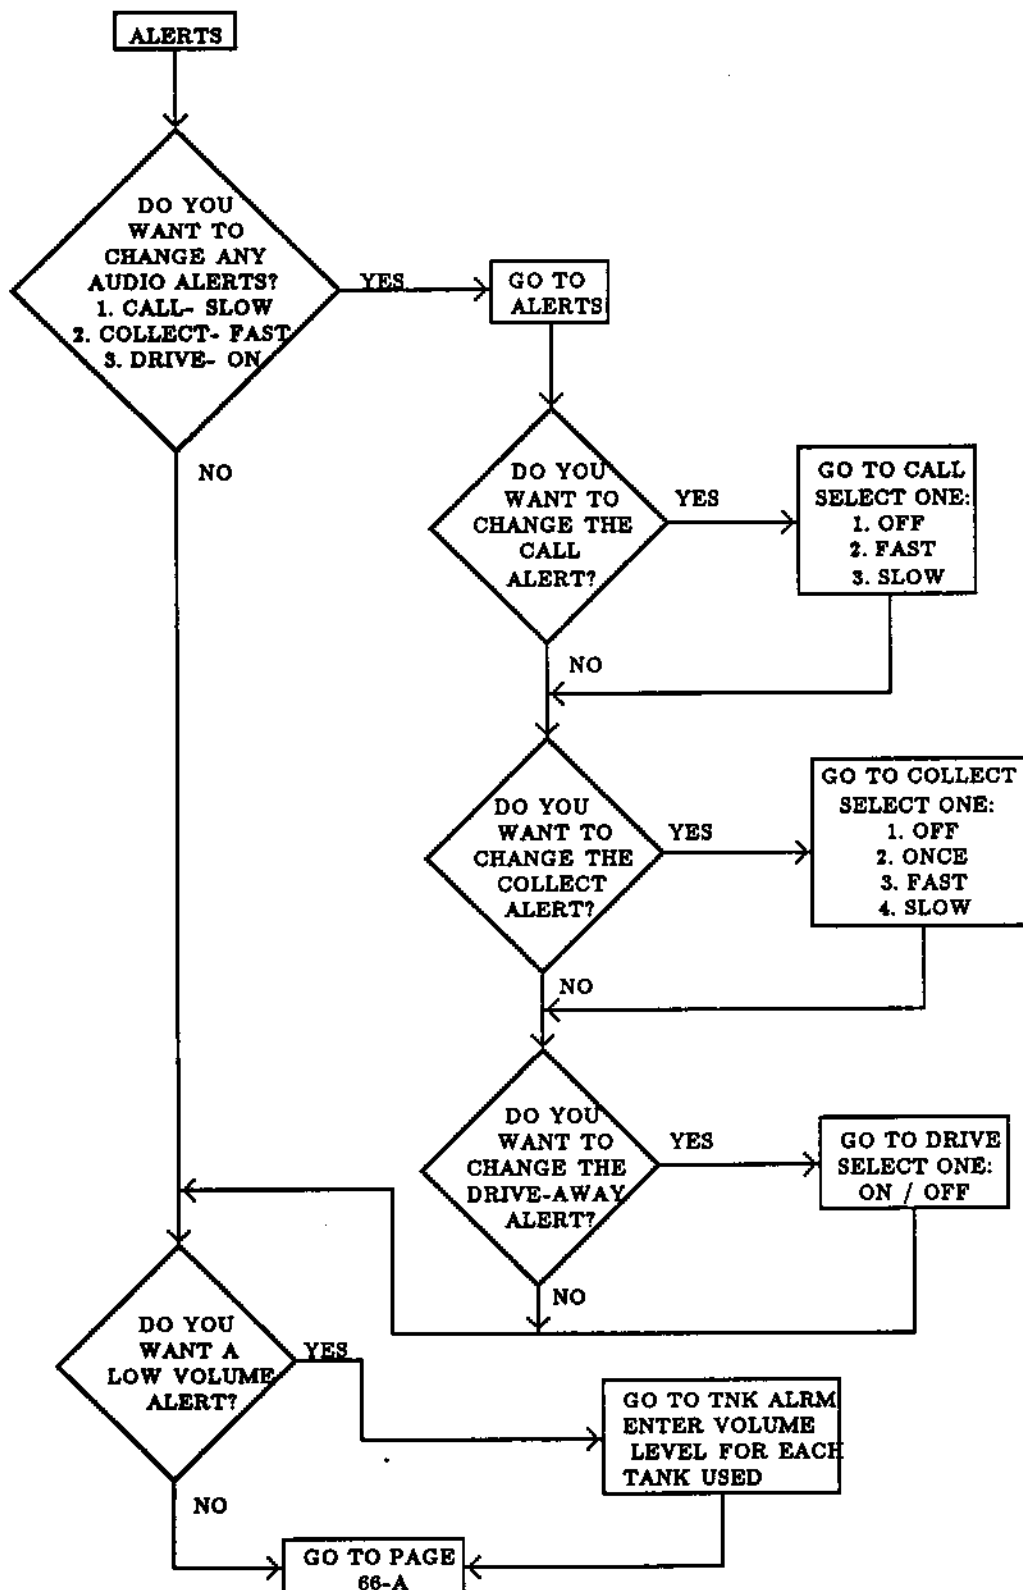 ALERTS
DO YOU
WANT TO
CHANGE ANY
AUDIO ALERTS?
1. CALL- SLOW
2. COLLECT- FAST
3. DRIVE- ON
YES
GO TO
ALERTS
NO
DO YOU
WANT TO
CHANGE THE
CALL
ALERT?
YES
GO TO CALL
SELECT ONE:
1. OFF
2. FAST
3. SLOW
NO
DO YOU
WANT TO
CHANGE THE
COLLECT
ALERT?
YES
GO TO COLLECT
SELECT ONE:
1. OFF
2. ONCE
3. FAST
4. SLOW
NO
DO YOU
WANT TO
CHANGE THE
DRIVE-AWAY
ALERT?
YES
GO TO DRIVE
SELECT ONE:
ON / OFF
NO
DO YOU
WANT A
LOW VOLUME
ALERT?
YES
GO TO TNK ALRM
ENTER VOLUME
LEVEL FOR EACH
TANK USED
NO
GO TO PAGE
66-A